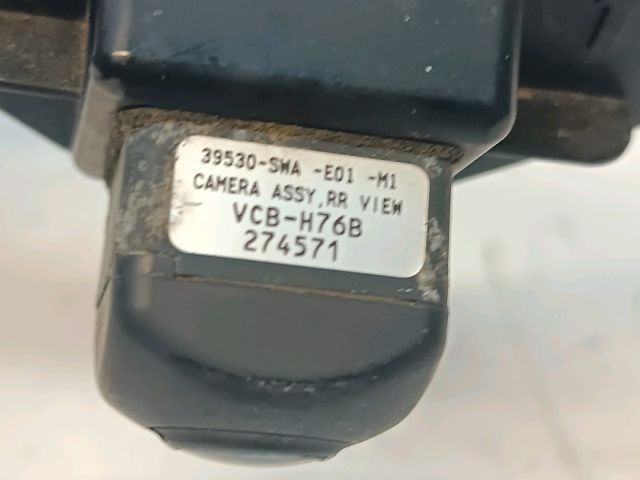 39530-SWA -E01 -M1
CAMERA ASSY,RR VIEW
VCB-H76B
274571